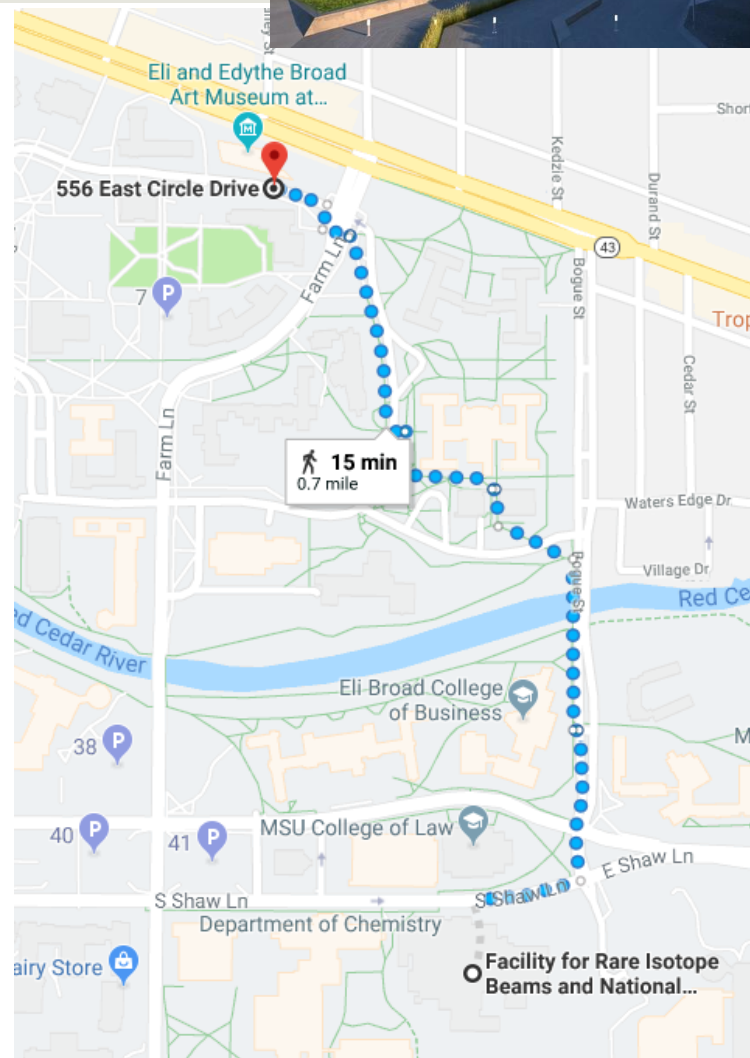 Eli and Edythe Broad
Art Museum at...
Short
Kedzie St
Durand St
556 East Circle Drive
43
Farm Ln
Bogue St
7
P
Trop
Cedar St
Farm Ln
15 min
0.7 mile
Waters Edge Dr
Bogue St
Village Dr
Red Ce
ed Cedar River
Eli Broad College
of Business
38
P
M
40
P
41
P
MSU College of Law
E Shaw Ln
S Shaw Ln
S Shaw Ln
Department of Chemistry
airy Store
Facility for Rare Isotope
Beams and National...